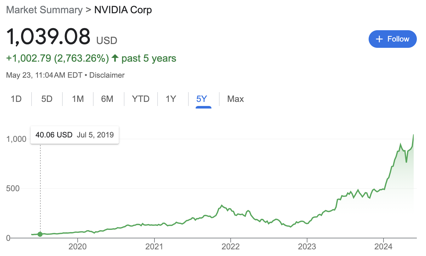 Market Summary > NVIDIA Corp
1,039.08 USD
+ Follow
+1,002.79 (2,763.26%) ↑ past 5 years
May 23, 11:04 AM EDT • Disclaimer
1D 5D 1M 6M YTD 1Y 5Y Max
40.06 USD Jul 5, 2019
1,000
500
0
2020 2021 2022 2023 2024